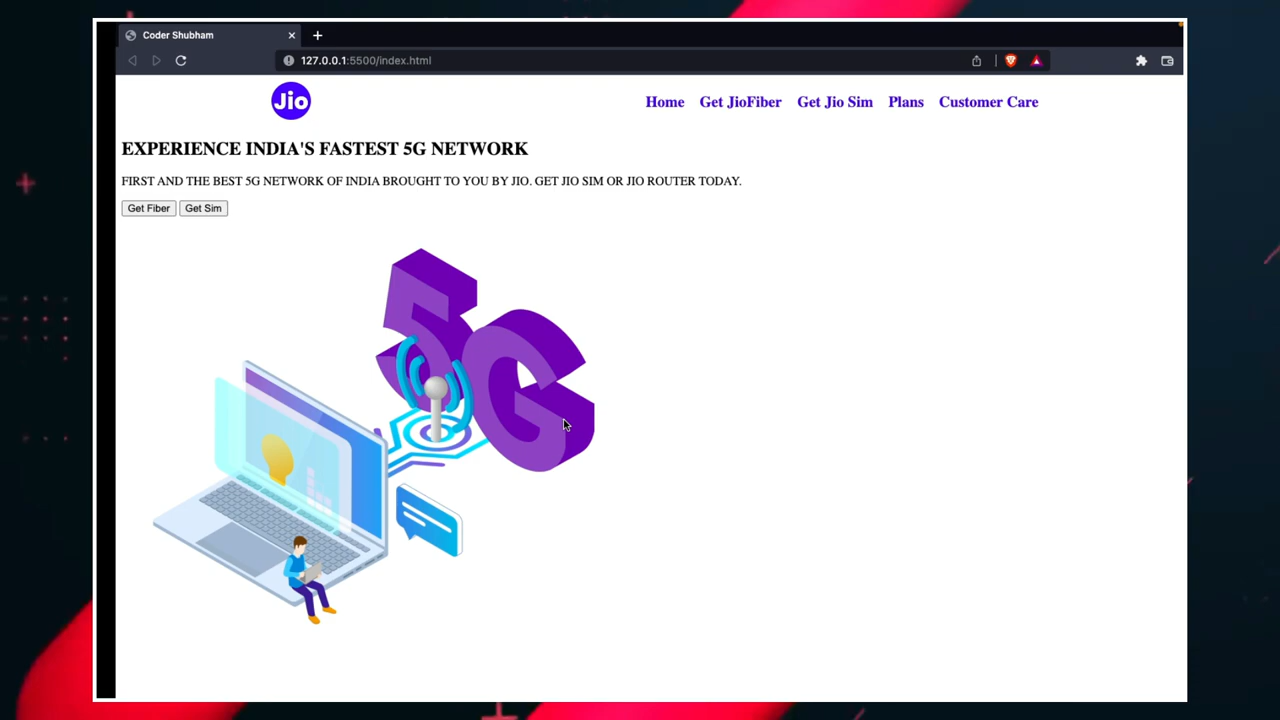 Coder Shubham
127.0.0.1:5500/index.html
Jio
Home Get JioFiber Get Jio Sim Plans Customer Care
EXPERIENCE INDIA'S FASTEST 5G NETWORK
FIRST AND THE BEST 5G NETWORK OF INDIA BROUGHT TO YOU BY JIO. GET JIO SIM OR JIO ROUTER TODAY.
Get Fiber Get Sim
5G